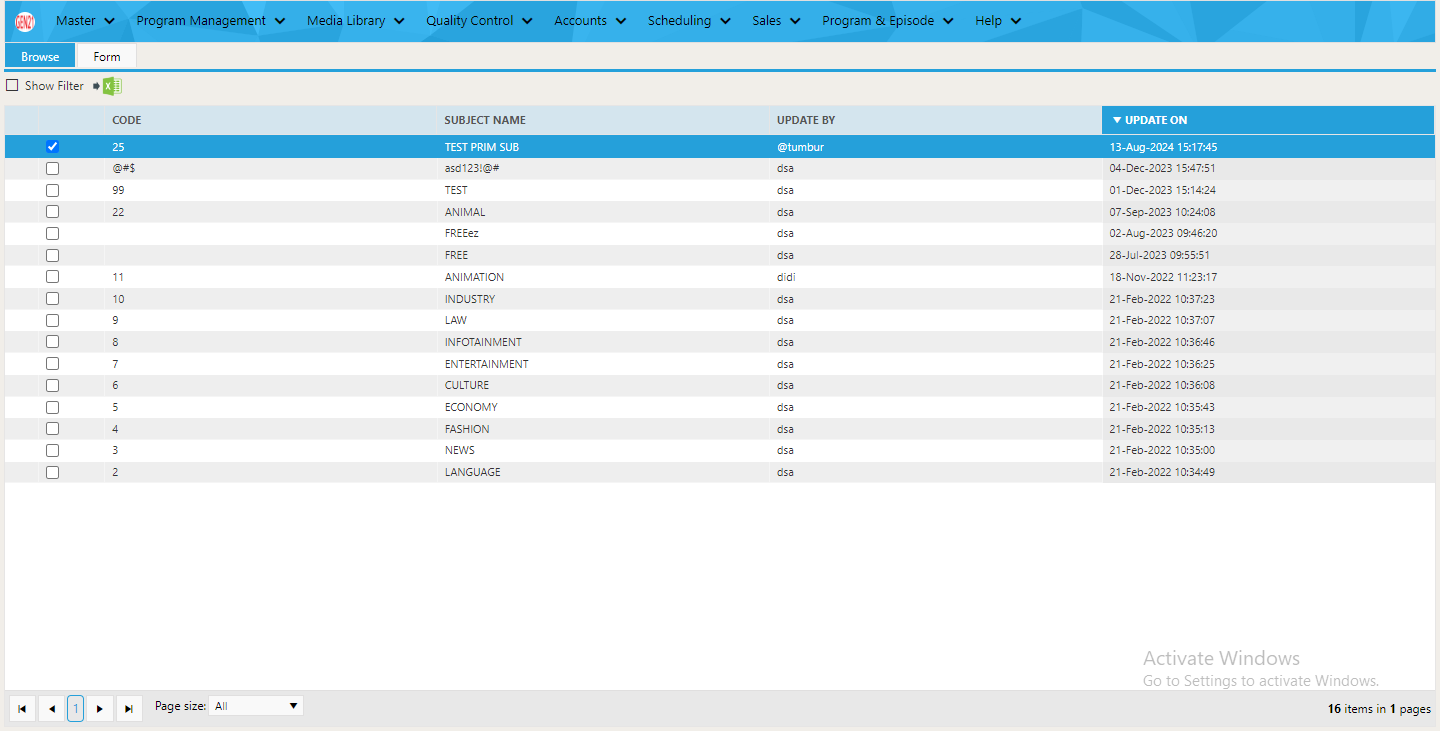 GEN21 Master Program Management Media Library Quality Control Accounts Scheduling Sales Program & Episode Help
Browse Form
Show Filter
CODE SUBJECT NAME UPDATE BY UPDATE ON
25 TEST PRIM SUB @tumbur 13-Aug-2024 15:17:45
@#$ asd123!@# dsa 04-Dec-2023 15:47:51
99 TEST dsa 01-Dec-2023 15:14:24
22 ANIMAL dsa 07-Sep-2023 10:24:08
FREEez dsa 02-Aug-2023 09:46:20
FREE dsa 28-Jul-2023 09:55:51
11 ANIMATION didi 18-Nov-2022 11:23:17
10 INDUSTRY dsa 21-Feb-2022 10:37:23
9 LAW dsa 21-Feb-2022 10:37:07
8 INFOTAINMENT dsa 21-Feb-2022 10:36:46
7 ENTERTAINMENT dsa 21-Feb-2022 10:36:25
6 CULTURE dsa 21-Feb-2022 10:36:08
5 ECONOMY dsa 21-Feb-2022 10:35:43
4 FASHION dsa 21-Feb-2022 10:35:13
3 NEWS dsa 21-Feb-2022 10:35:00
2 LANGUAGE dsa 21-Feb-2022 10:34:49
Activate Windows
Go to Settings to activate Windows.
1 Page size: All 16 items in 1 pages